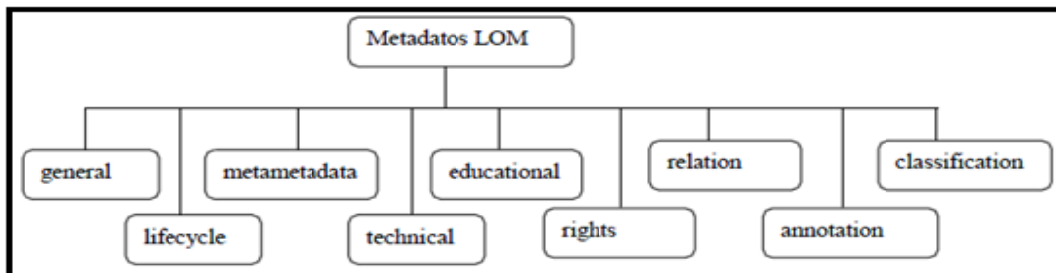 Metadatos LOM
general
metametadata
educational
relation
classification
lifecycle
technical
rights
annotation